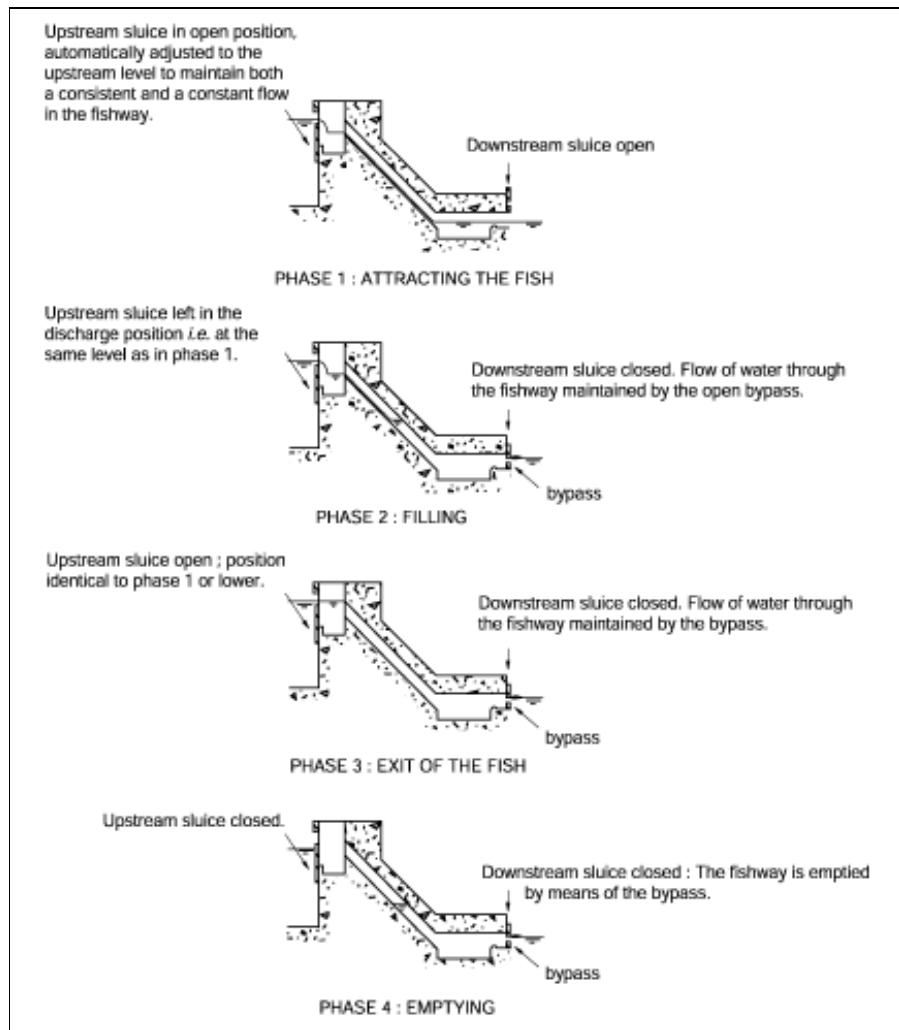 Upstream sluice in open position,
automatically adjusted to the
upstream level to maintain both
a consistent and a constant flow
in the fishway.
Downstream sluice open
PHASE 1 : ATTRACTING THE FISH
Upstream sluice left in the
discharge position i.e. at the
same level as in phase 1.
Downstream sluice closed. Flow of water through
the fishway maintained by the open bypass.
bypass
PHASE 2 : FILLING
Upstream sluice open ; position
identical to phase 1 or lower.
Downstream sluice closed. Flow of water through
the fishway maintained by the bypass.
bypass
PHASE 3 : EXIT OF THE FISH
Upstream sluice closed.
Downstream sluice closed : The fishway is emptied
by means of the bypass.
bypass
PHASE 4 : EMPTYING